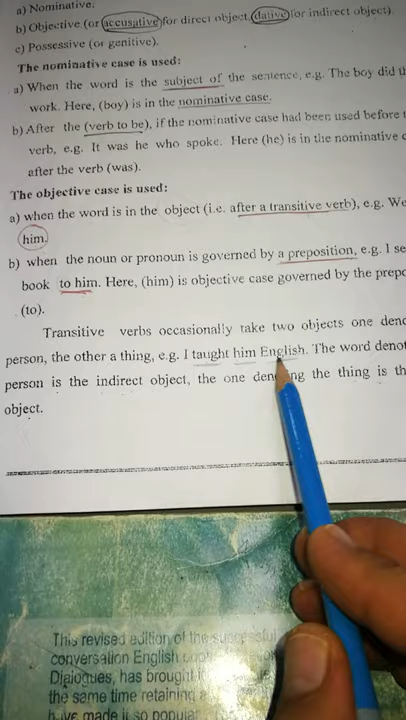 a) Nominative.
b) Objective (or accusative) for direct object, (dative) for indirect object).
c) Possessive (or genitive).
The nominative case is used:
a) When the word is the subject of the sentence, e.g. The boy did t
work. Here, (boy) is in the nominative case.
b) After the (verb to be), if the nominative case had been used before t
verb, e.g. It was he who spoke. Here (he) is in the nominative c
after the verb (was).
The objective case is used:
a) when the word is in the object (i.e. after a transitive verb), e.g. We
him.
b) when the noun or pronoun is governed by a preposition, e.g. I se
book to him. Here, (him) is objective case governed by the prepo
(to).
Transitive verbs occasionally take two objects one deno
person, the other a thing, e.g. I taught him English. The word denot
person is the indirect object, the one den ng the thing is th
object.
This revised edition of the successful
conversation English
Dialogues, has brought i
the same time retaining a
have made it so popular